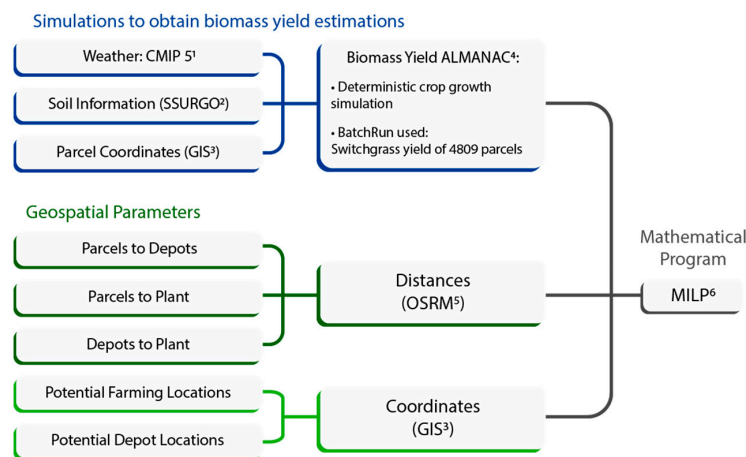 Simulations to obtain biomass yield estimations
Weather: CMIP 5¹
Soil Information (SSURGO²)
Parcel Coordinates (GIS³)
Biomass Yield ALMANAC⁴:
• Deterministic crop growth
simulation
• BatchRun used:
Switchgrass yield of 4809 parcels
Geospatial Parameters
Parcels to Depots
Parcels to Plant
Depots to Plant
Distances
(OSRM⁵)
Potential Farming Locations
Potential Depot Locations
Coordinates
(GIS³)
Mathematical
Program
MILP⁶